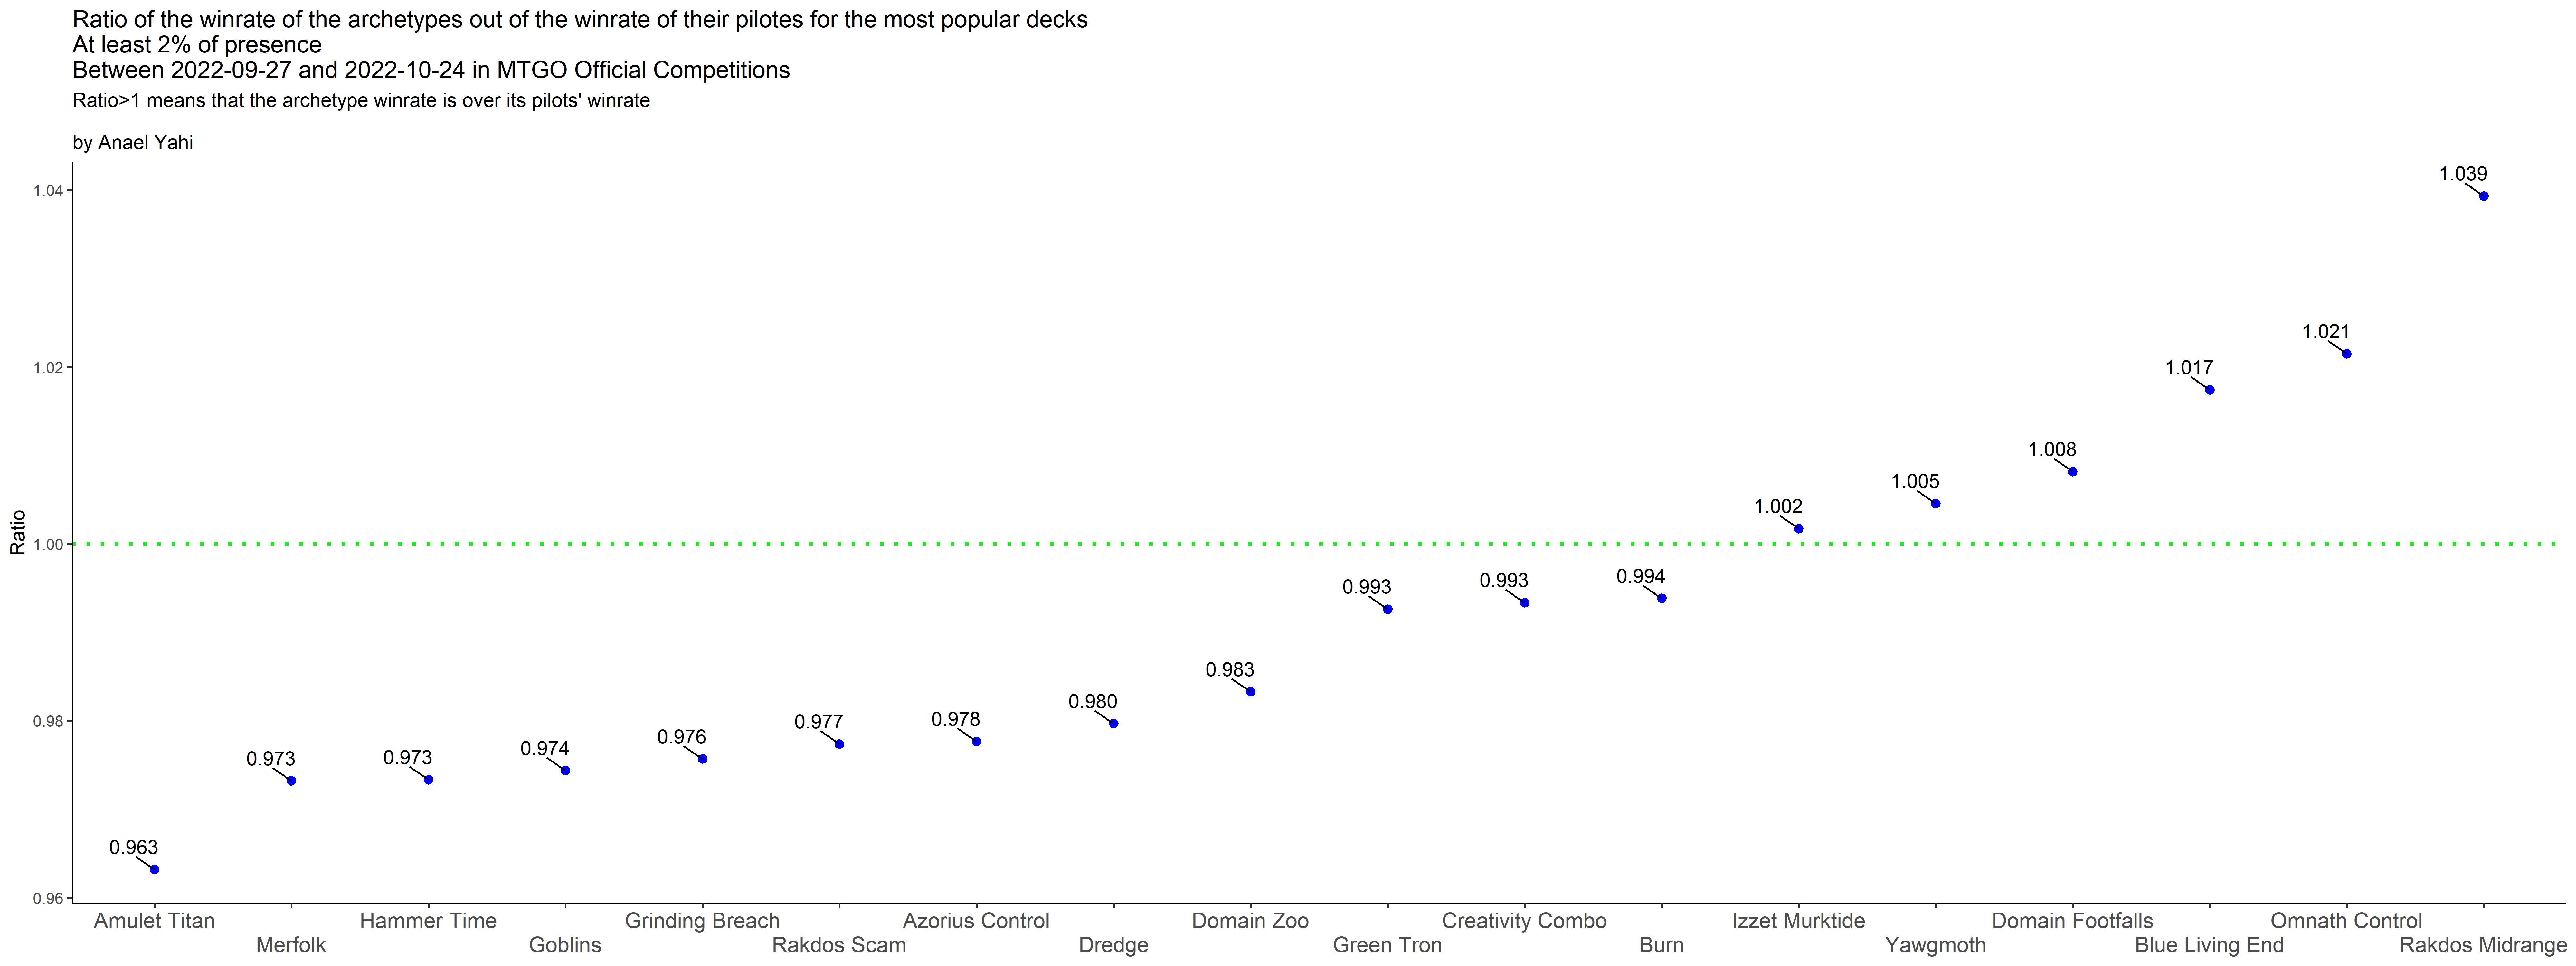 Ratio of the winrate of the archetypes out of the winrate of their pilotes for the most popular decks
At least 2% of presence
Between 2022-09-27 and 2022-10-24 in MTGO Official Competitions
Ratio>1 means that the archetype winrate is over its pilots' winrate
by Anael Yahi
Ratio
1.04
1.02
1.00
0.98
0.96
0.963
0.973
0.973
0.974
0.976
0.977
0.978
0.980
0.983
0.993
0.993
0.994
1.002
1.005
1.008
1.017
1.021
1.039
Amulet Titan
Merfolk
Hammer Time
Goblins
Grinding Breach
Rakdos Scam
Azorius Control
Dredge
Domain Zoo
Green Tron
Creativity Combo
Burn
Izzet Murktide
Yawgmoth
Domain Footfalls
Blue Living End
Omnath Control
Rakdos Midrange